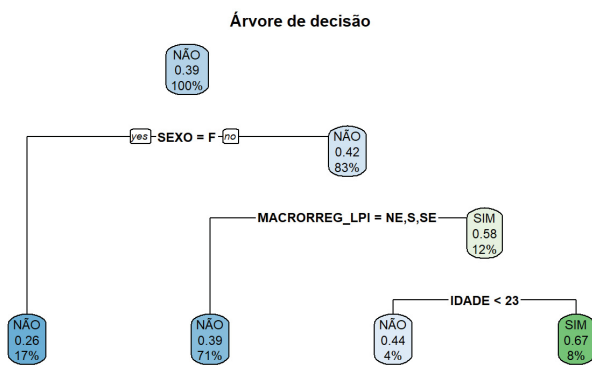 Árvore de decisão
NÃO
0.39
100%
yes SEXO = F no
NÃO
0.42
83%
MACRORREG_LPI = NE,S,SE
SIM
0.58
12%
IDADE < 23
NÃO
0.26
17%
NÃO
0.39
71%
NÃO
0.44
4%
SIM
0.67
8%